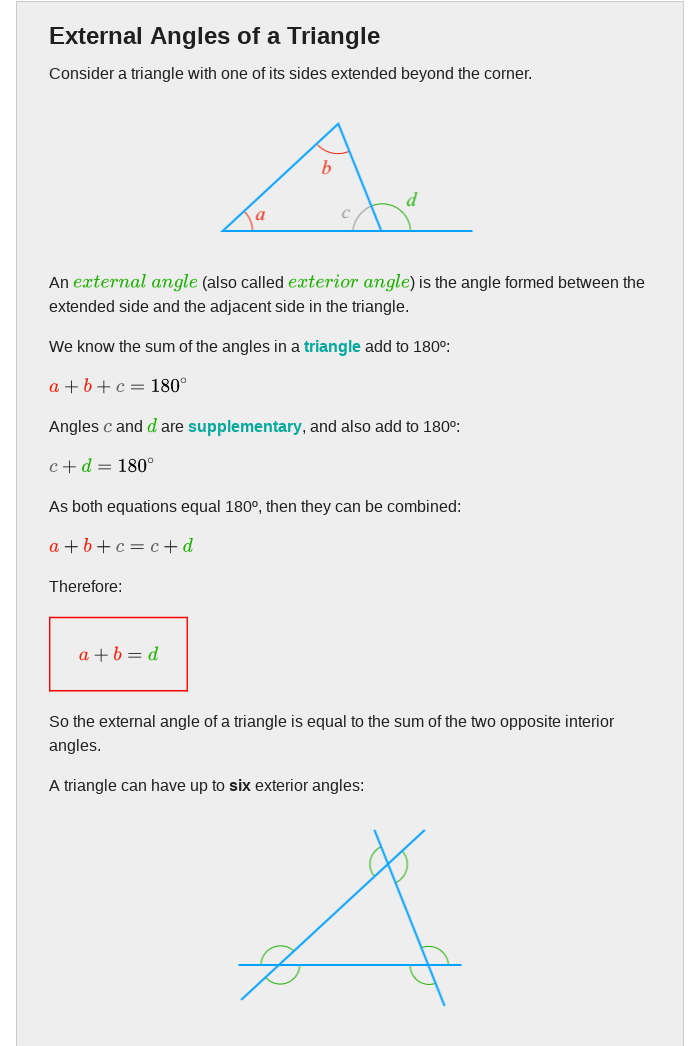 External Angles of a Triangle
Consider a triangle with one of its sides extended beyond the corner.
b
a
c
d
An external angle (also called exterior angle) is the angle formed between the
extended side and the adjacent side in the triangle.
We know the sum of the angles in a triangle add to 180º:
a + b + c = 180°
Angles c and d are supplementary, and also add to 180º:
c + d = 180°
As both equations equal 180º, then they can be combined:
a + b + c = c + d
Therefore:
a + b = d
So the external angle of a triangle is equal to the sum of the two opposite interior
angles.
A triangle can have up to six exterior angles: